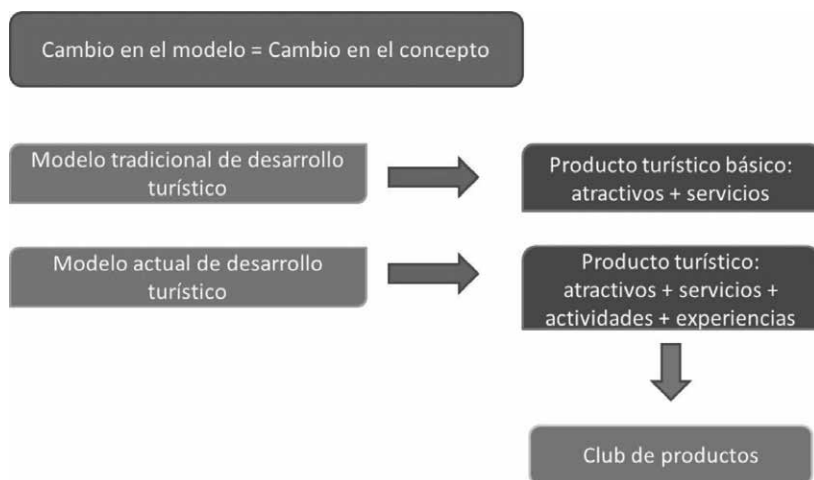 Cambio en el modelo = Cambio en el concepto
Modelo tradicional de desarrollo
turístico
Producto turístico básico:
atractivos + servicios
Modelo actual de desarrollo
turístico
Producto turístico:
atractivos + servicios +
actividades + experiencias
Club de productos